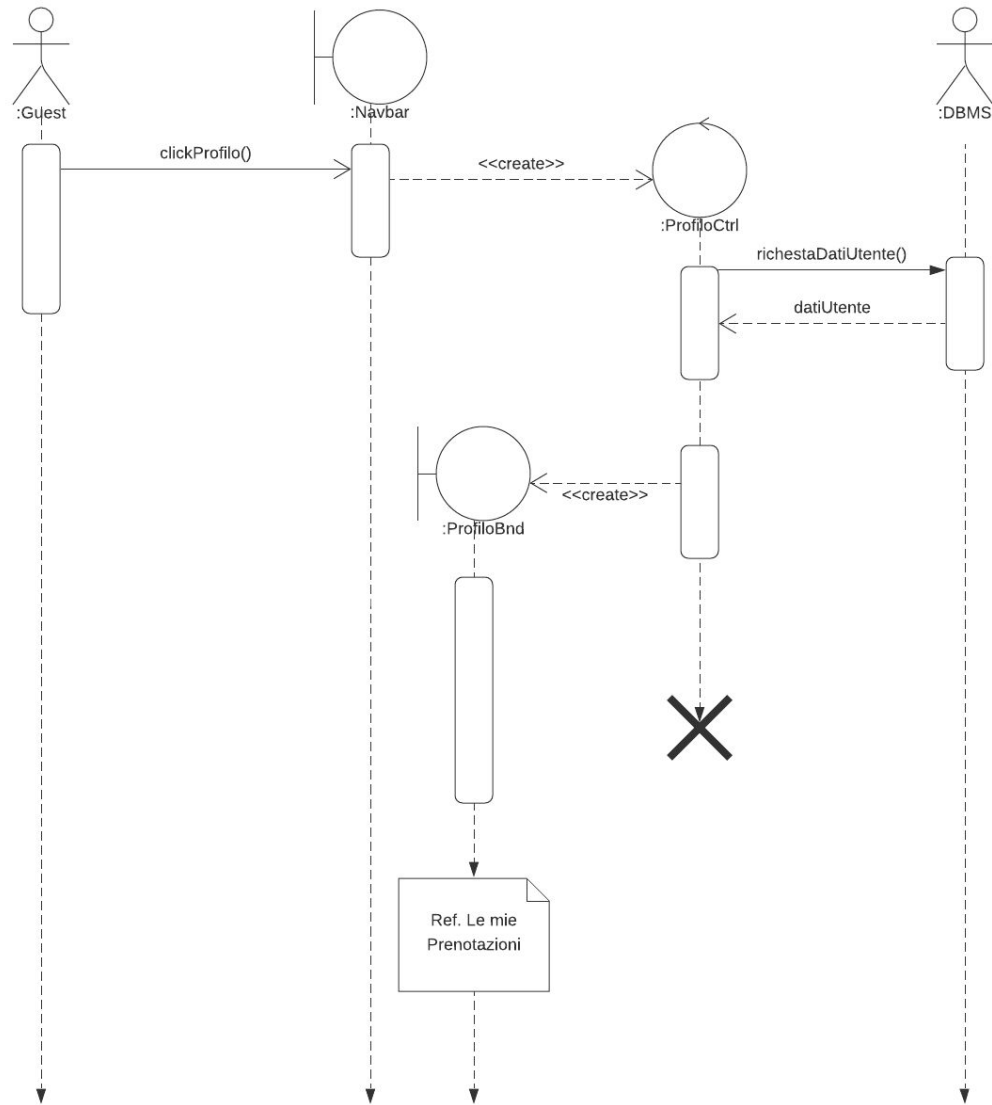 :Guest
:Navbar
:DBMS
clickProfilo()
<<create>>
:ProfiloCtrl
richestaDatiUtente()
datiUtente
<<create>>
:ProfiloBnd
Ref. Le mie
Prenotazioni